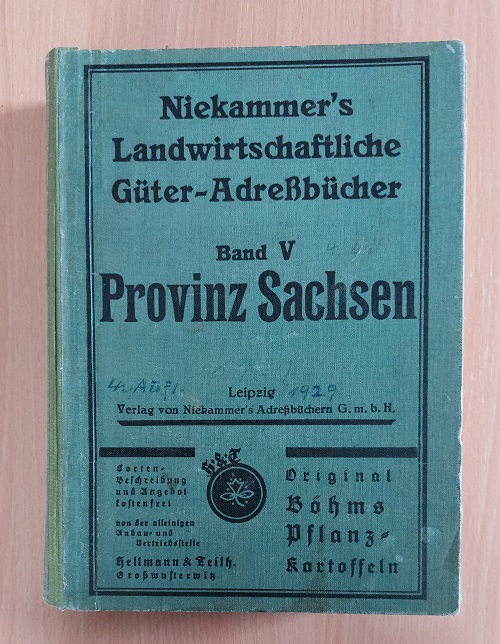 Niekammer's
Landwirtschaftliche
Güter-Adreßbücher
Band V
Provinz Sachsen
4. Aufl.
Leipzig 1929
Verlag von Niekammer's Adreßbüchern G. m. b. H.
Sorten-
Beschreibung
und Angebot
kostenfrei
von der alleinigen
Anbau- und
Vertriebsstelle
Hellmann & Teilh.
Großwusterwitz
H.&T
Original
Böhms
Pflanz-
Kartoffeln